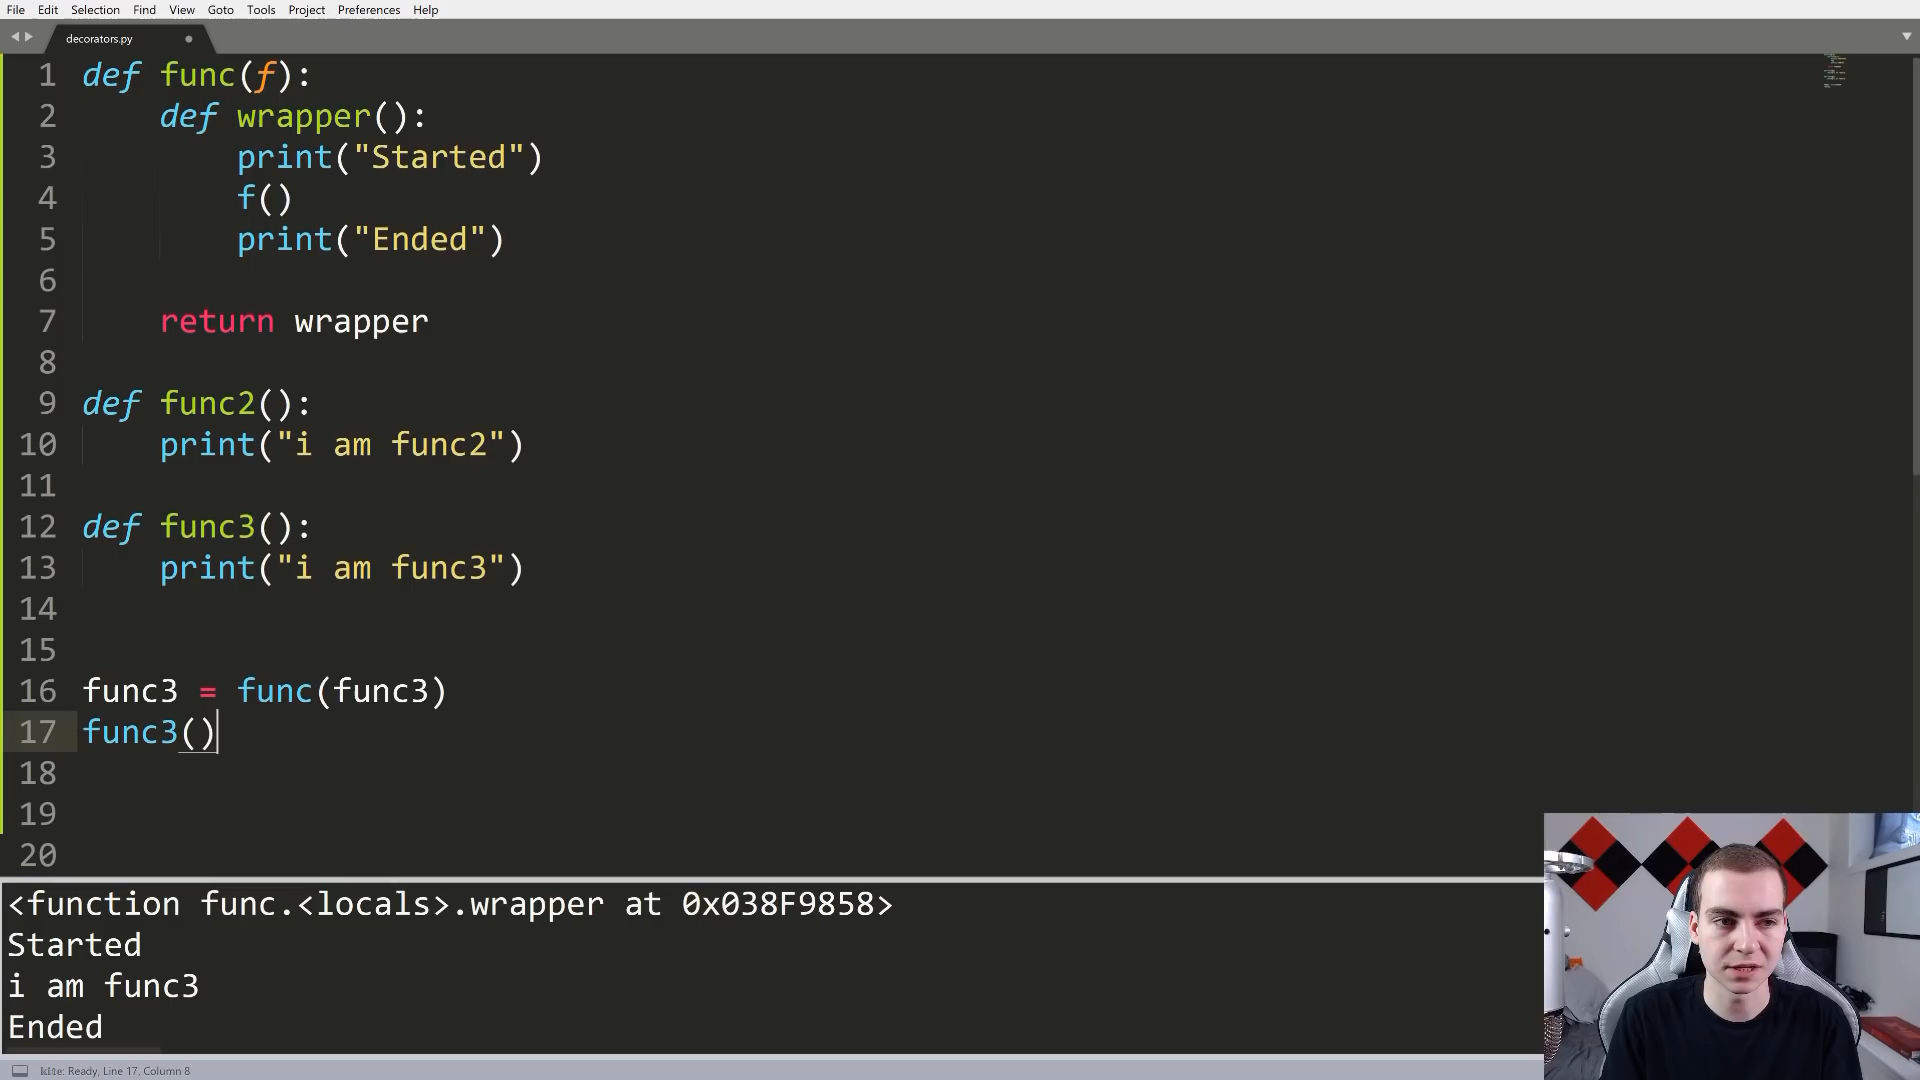 File Edit Selection Find View Goto Tools Project Preferences Help
decorators.py
1 def func(f):
2 def wrapper():
3 print("Started")
4 f()
5 print("Ended")
6
7 return wrapper
8
9 def func2():
10 print("i am func2")
11
12 def func3():
13 print("i am func3")
14
15
16 func3 = func(func3)
17 func3()
18
19
20
<function func.<locals>.wrapper at 0x038F9858>
Started
i am func3
Ended
kite: Ready, Line 17, Column 8